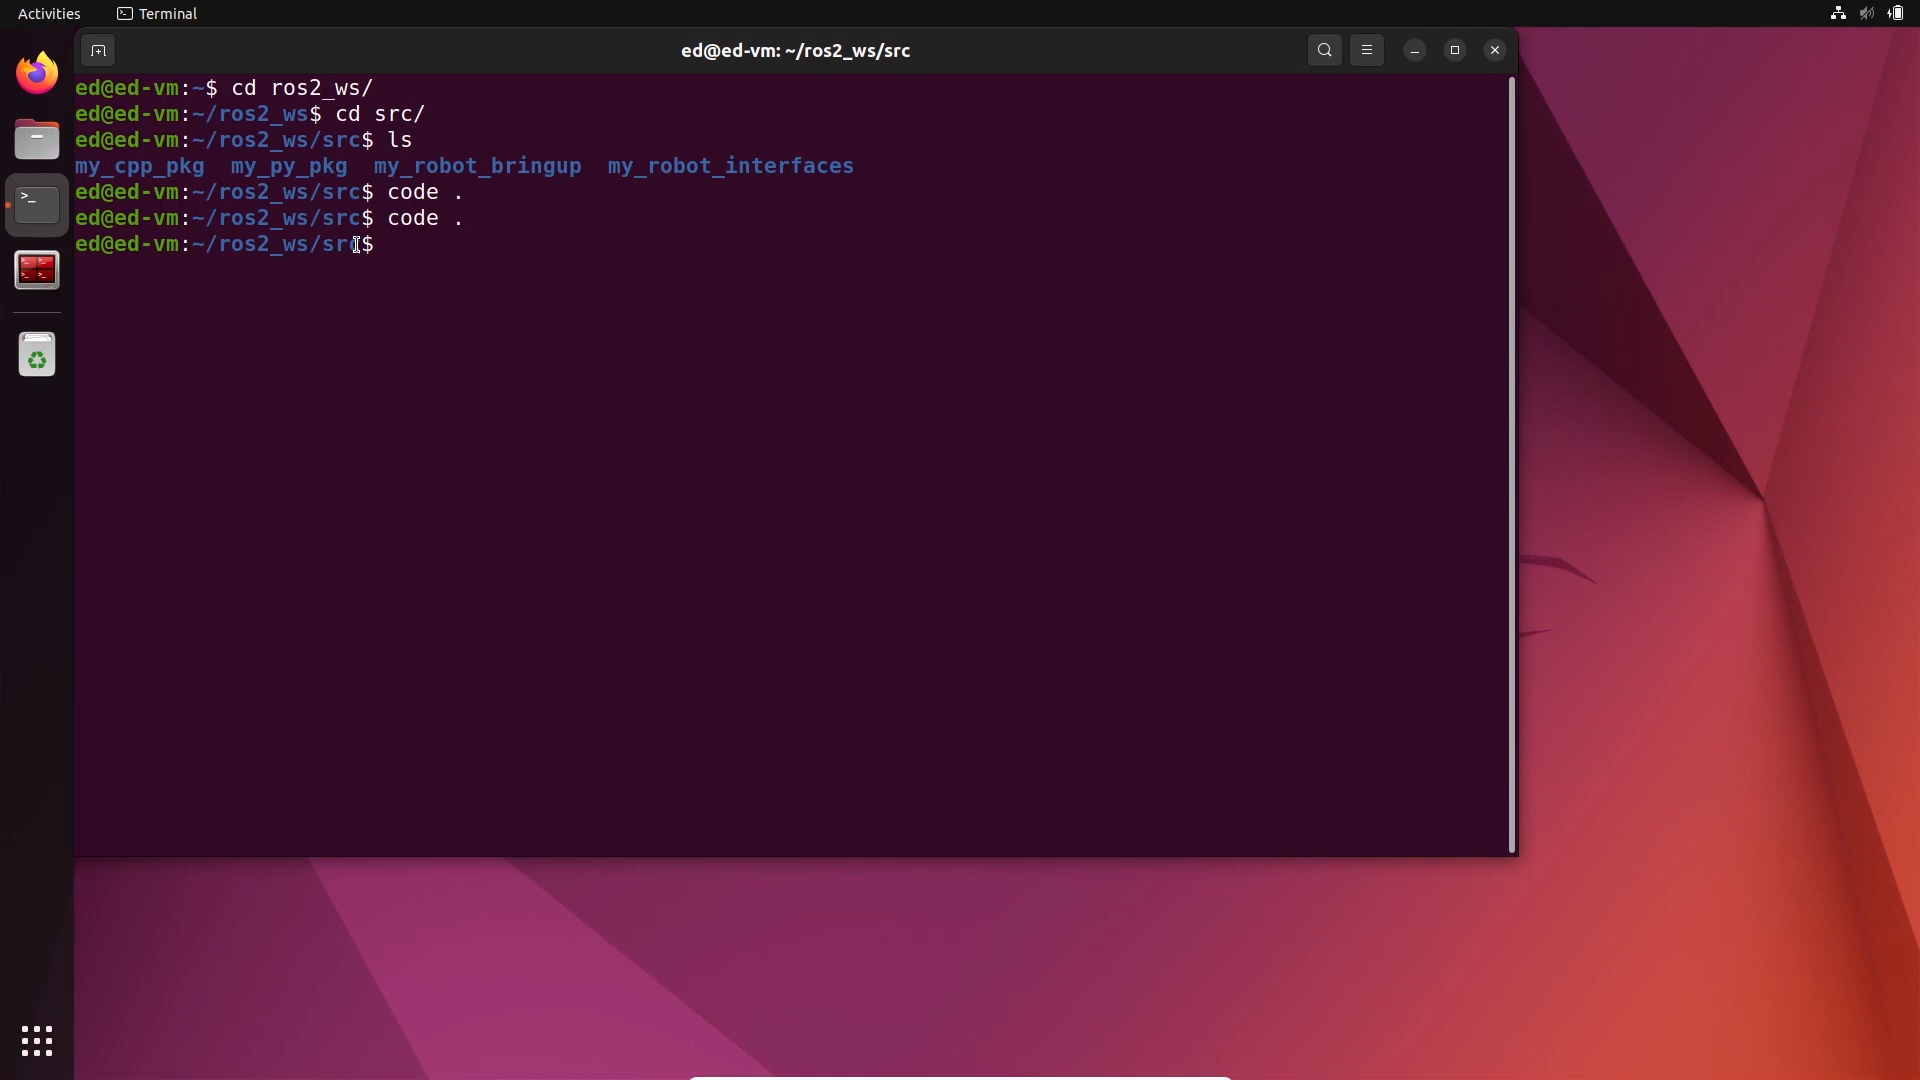 Activities Terminal
ed@ed-vm: ~/ros2_ws/src
ed@ed-vm:~$ cd ros2_ws/
ed@ed-vm:~/ros2_ws$ cd src/
ed@ed-vm:~/ros2_ws/src$ ls
my_cpp_pkg my_py_pkg my_robot_bringup my_robot_interfaces
ed@ed-vm:~/ros2_ws/src$ code .
ed@ed-vm:~/ros2_ws/src$ code .
ed@ed-vm:~/ros2_ws/src$